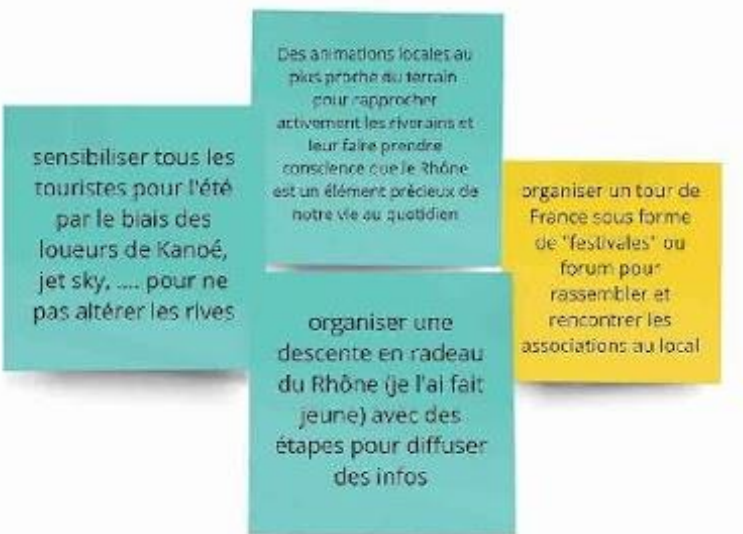 Des animations locales au
plus proche du terrain
pour rapprocher
activement les riverains et
leur faire prendre
conscience que le Rhône
est un élément précieux de
notre vie au quotidien
sensibiliser tous les
touristes pour l'été
par le biais des
loueurs de Kanoé,
jet sky, .... pour ne
pas altérer les rives
organiser un tour de
France sous forme
de "festivales" ou
forum pour
rassembler et
rencontrer les
associations au local
organiser une
descente en radeau
du Rhône (je l'ai fait
jeune) avec des
étapes pour diffuser
des infos